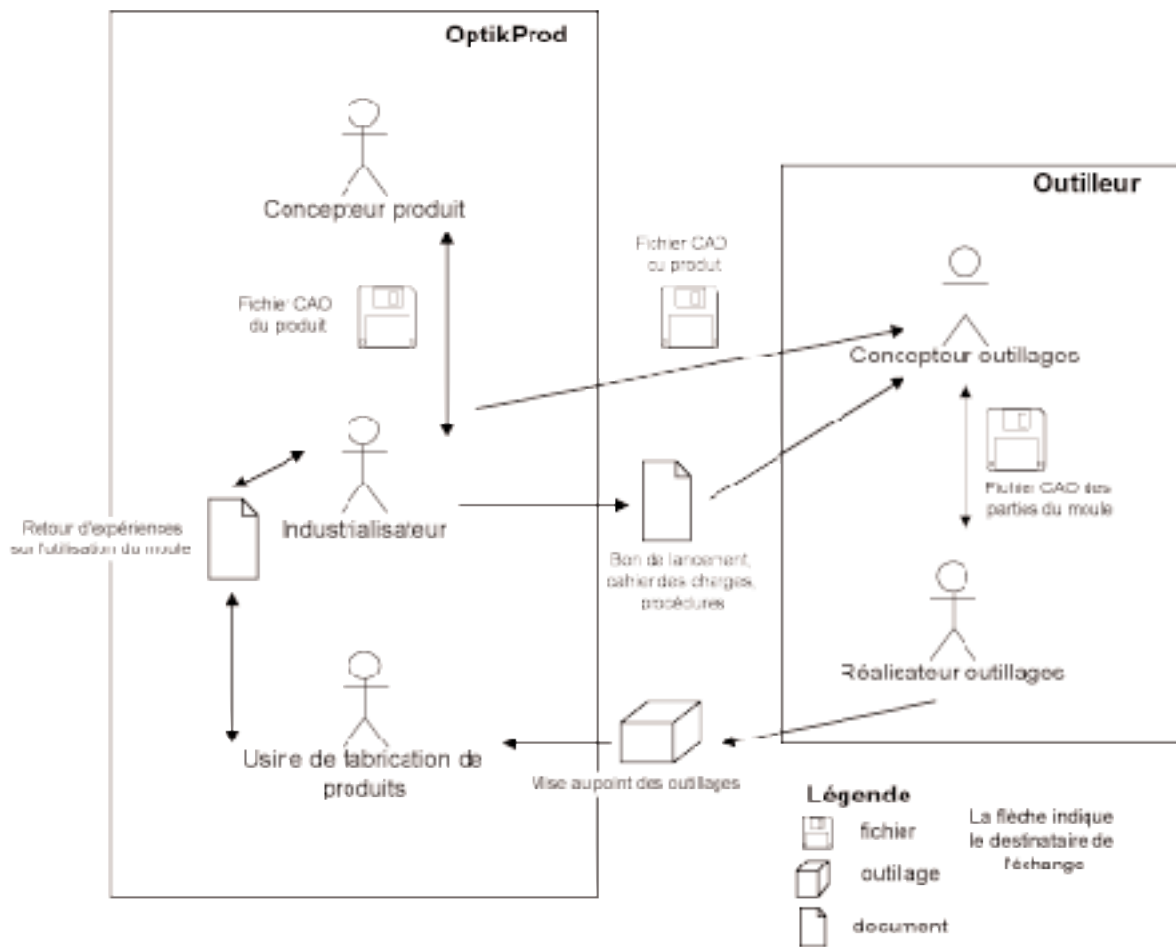 OptikProd
Concepteur produit
Fichier CAO
du produit
Industrialisateur
Retour d'expériences
sur l'utilisation du moule
Usine de fabrication de
produits
Fichier CAO
du produit
Bon de lancement,
cahier des charges,
procédures
Mise au point des outillages
Outilleur
Concepteur outillages
Fichier CAO des
parties du moule
Réalisateur outillages
Légende
fichier
outilage
document
La flèche indique
le destinataire de
l'échange